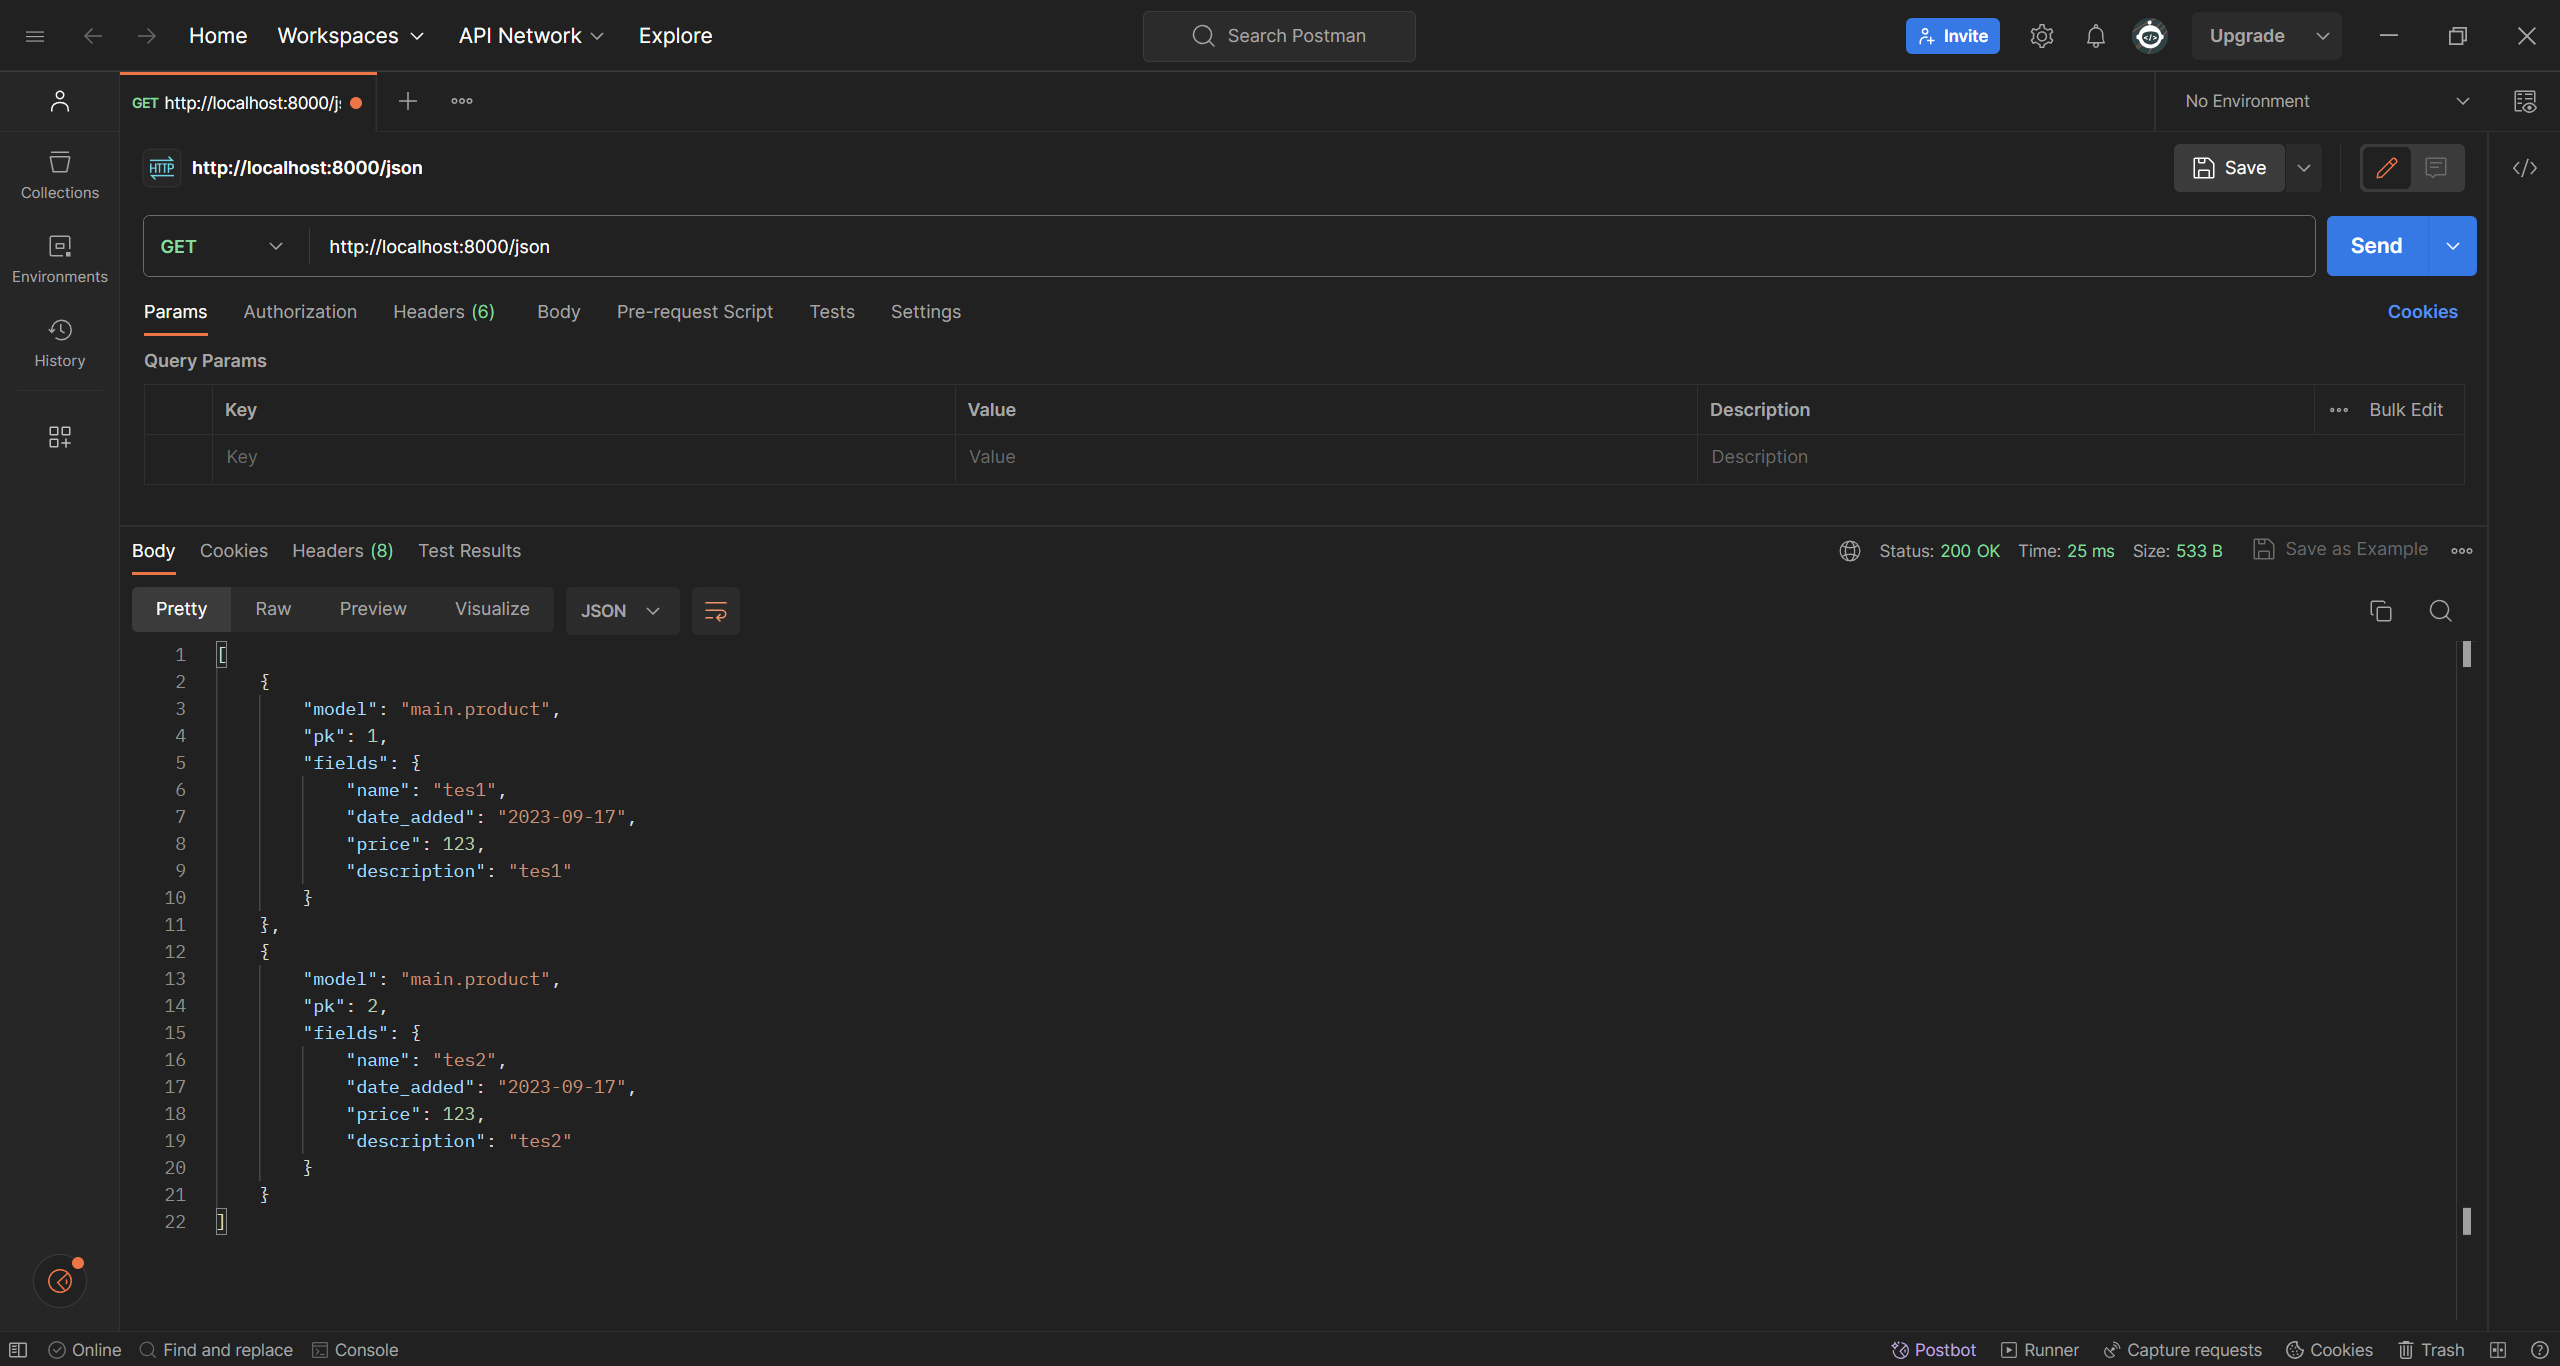 Home Workspaces API Network Explore Search Postman Invite Upgrade
GET http://localhost:8000/js No Environment
HTTP http://localhost:8000/json Save
Collections
Environments
History
GET http://localhost:8000/json Send
Params Authorization Headers (6) Body Pre-request Script Tests Settings Cookies
Query Params
Key Value Description Bulk Edit
Key Value Description
Body Cookies Headers (8) Test Results Status: 200 OK Time: 25 ms Size: 533 B Save as Example
Pretty Raw Preview Visualize JSON
1 [
2 {
3 "model": "main.product",
4 "pk": 1,
5 "fields": {
6 "name": "tes1",
7 "date_added": "2023-09-17",
8 "price": 123,
9 "description": "tes1"
10 }
11 },
12 {
13 "model": "main.product",
14 "pk": 2,
15 "fields": {
16 "name": "tes2",
17 "date_added": "2023-09-17",
18 "price": 123,
19 "description": "tes2"
20 }
21 }
22 ]
Online Find and replace Console Postbot Runner Capture requests Cookies Trash